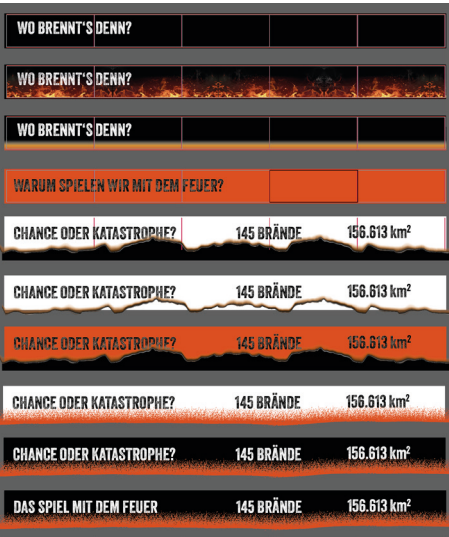 WO BRENNT'S DENN?
WO BRENNT'S DENN?
WO BRENNT'S DENN?
WARUM SPIELEN WIR MIT DEM FEUER?
CHANCE ODER KATASTROPHE? 145 BRÄNDE 156.613 km²
CHANCE ODER KATASTROPHE? 145 BRÄNDE 156.613 km²
CHANCE ODER KATASTROPHE? 145 BRÄNDE 156.613 km²
CHANCE ODER KATASTROPHE? 145 BRÄNDE 156.613 km²
CHANCE ODER KATASTROPHE? 145 BRÄNDE 156.613 km²
DAS SPIEL MIT DEM FEUER 145 BRÄNDE 156.613 km²